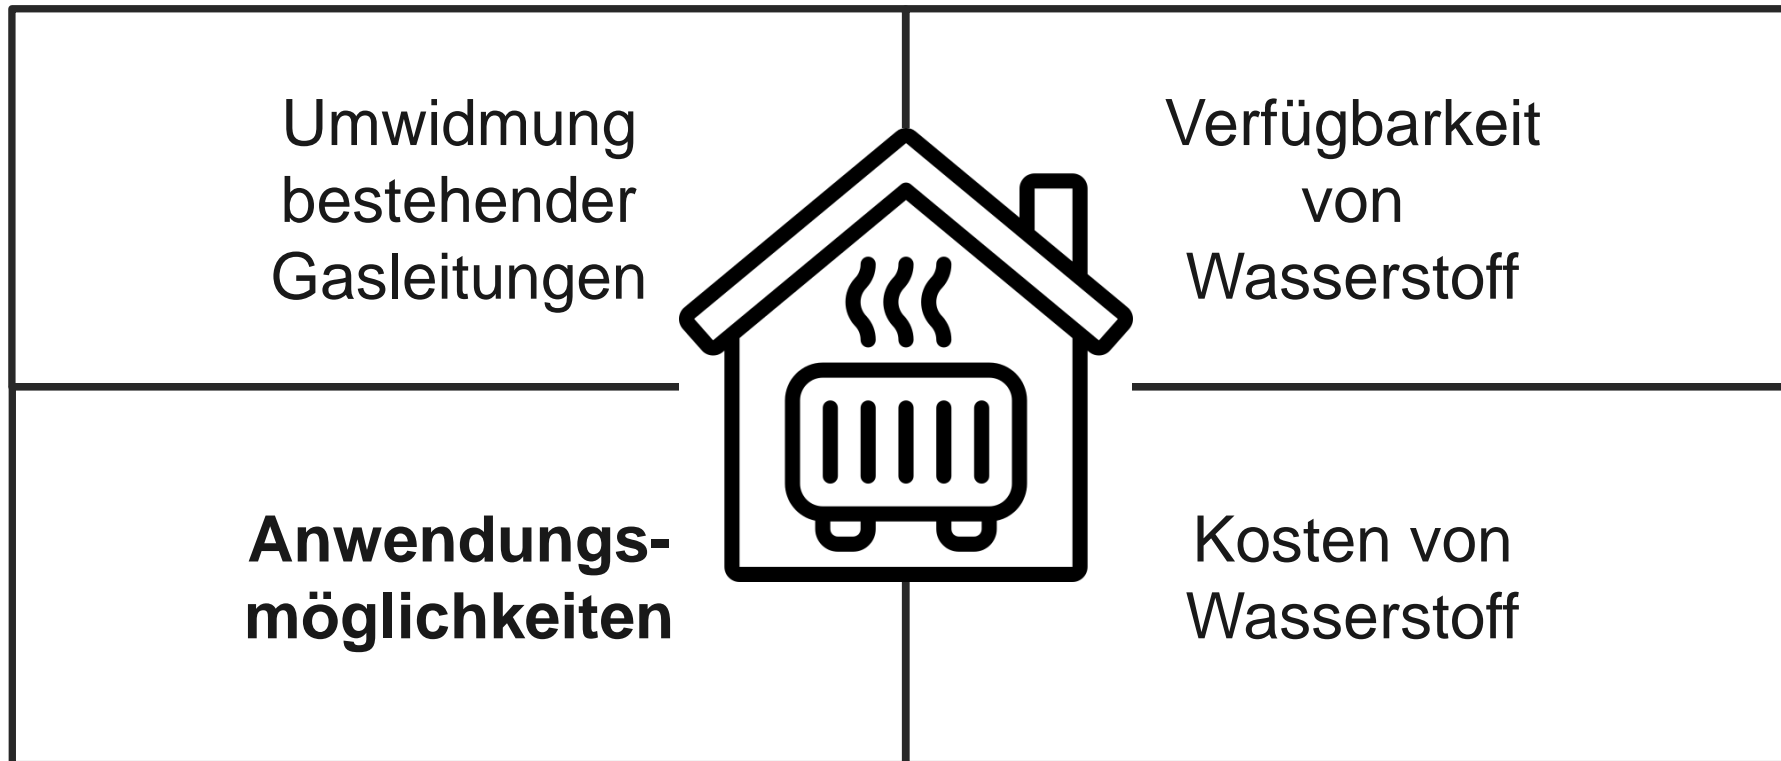 Umwidmung
bestehender
Gasleitungen
Verfügbarkeit
von
Wasserstoff
Anwendungs-
möglichkeiten
Kosten von
Wasserstoff